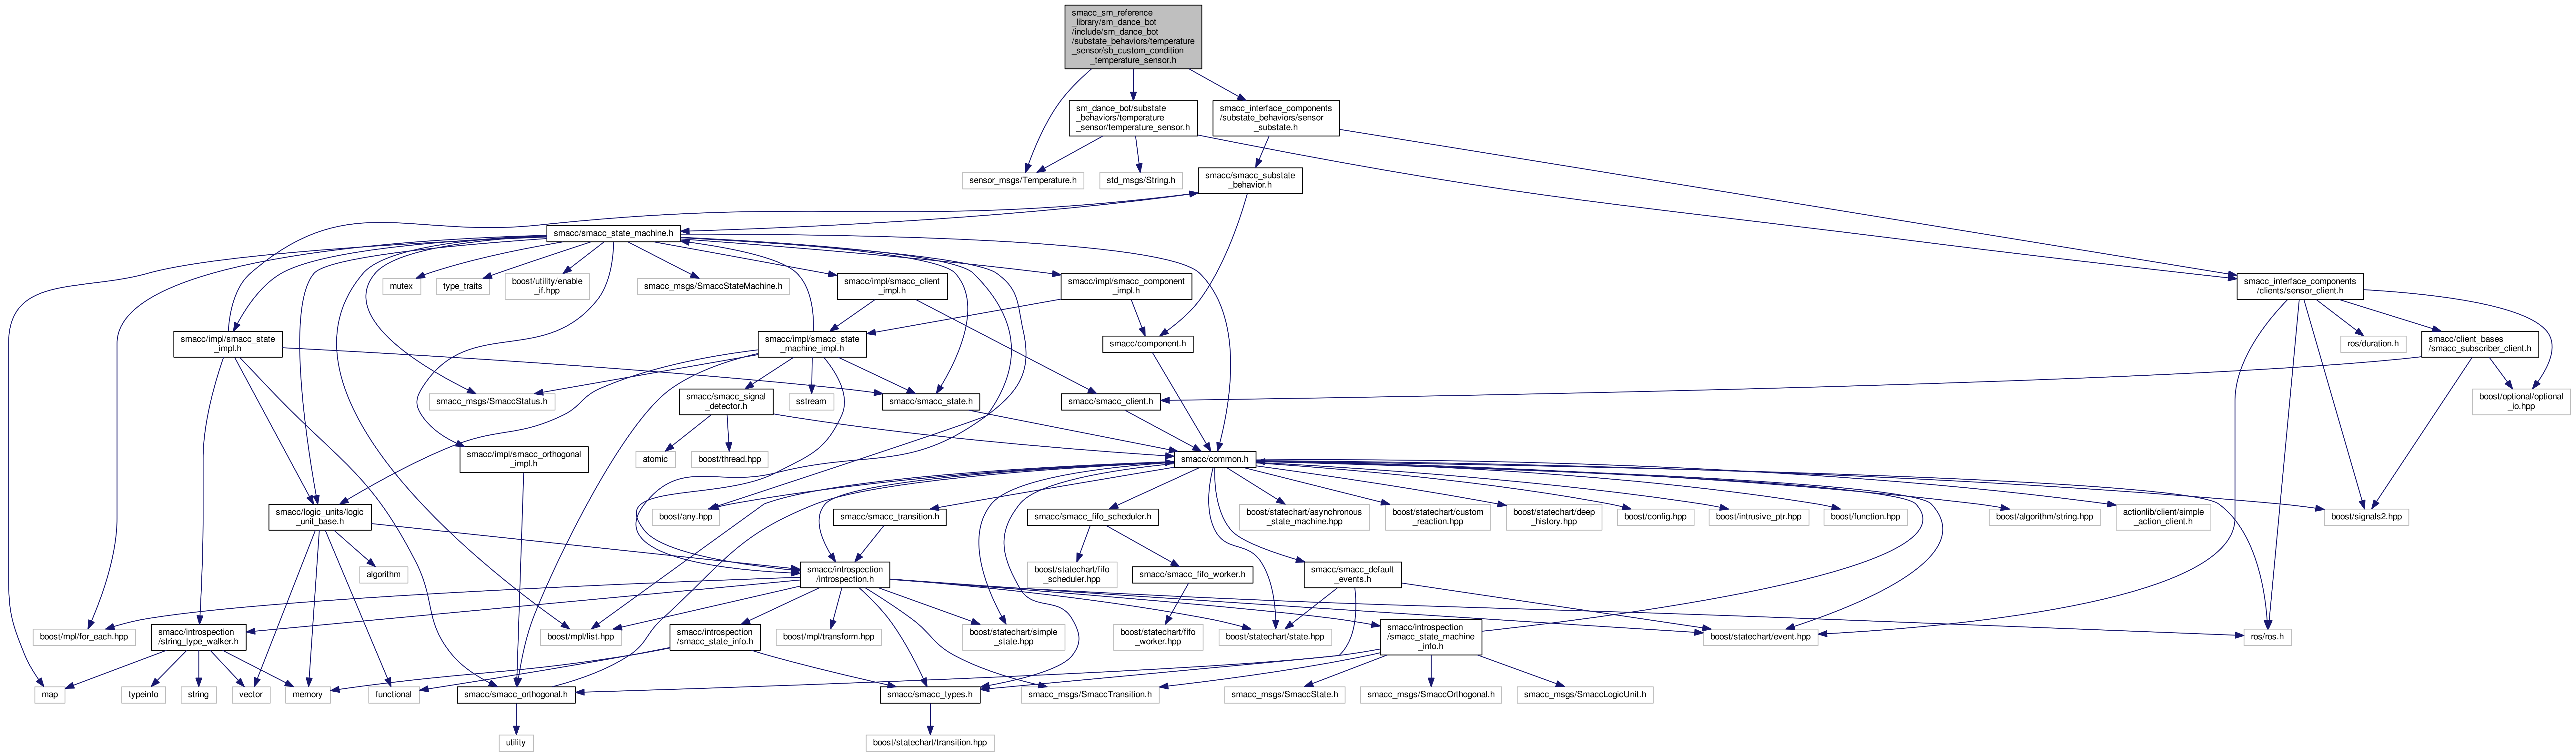 smacc_sm_reference
_library/sm_dance_bot
/include/sm_dance_bot
/substate_behaviors/temperature
_sensor/sb_custom_condition
_temperature_sensor.h
sm_dance_bot/substate
_behaviors/temperature
_sensor/temperature_sensor.h
smacc_interface_components
/substate_behaviors/sensor
_substate.h
sensor_msgs/Temperature.h
std_msgs/String.h
smacc/smacc_substate
_behavior.h
smacc/smacc_state_machine.h
mutex
type_traits
boost/utility/enable
_if.hpp
smacc_msgs/SmaccStateMachine.h
smacc/impl/smacc_client
_impl.h
smacc/impl/smacc_component
_impl.h
smacc_interface_components
/clients/sensor_client.h
smacc/impl/smacc_state
_impl.h
smacc/impl/smacc_state
_machine_impl.h
smacc/component.h
ros/duration.h
smacc/client_bases
/smacc_subscriber_client.h
smacc_msgs/SmaccStatus.h
smacc/smacc_signal
_detector.h
sstream
smacc/smacc_state.h
smacc/smacc_client.h
boost/optional/optional
_io.hpp
smacc/impl/smacc_orthogonal
_impl.h
atomic
boost/thread.hpp
smacc/common.h
smacc/logic_units/logic
_unit_base.h
boost/any.hpp
smacc/smacc_transition.h
smacc/smacc_fifo_scheduler.h
boost/statechart/asynchronous
_state_machine.hpp
boost/statechart/custom
_reaction.hpp
boost/statechart/deep
_history.hpp
boost/config.hpp
boost/intrusive_ptr.hpp
boost/function.hpp
boost/algorithm/string.hpp
actionlib/client/simple
_action_client.h
boost/signals2.hpp
algorithm
smacc/introspection
/introspection.h
boost/statechart/fifo
_scheduler.hpp
smacc/smacc_fifo_worker.h
smacc/smacc_default
_events.h
boost/mpl/for_each.hpp
smacc/introspection
/string_type_walker.h
boost/mpl/list.hpp
smacc/introspection
/smacc_state_info.h
boost/mpl/transform.hpp
boost/statechart/simple
_state.hpp
boost/statechart/fifo
_worker.hpp
boost/statechart/state.hpp
smacc/introspection
/smacc_state_machine
_info.h
boost/statechart/event.hpp
ros/ros.h
map
typeinfo
string
vector
memory
functional
smacc/smacc_orthogonal.h
smacc/smacc_types.h
smacc_msgs/SmaccTransition.h
smacc_msgs/SmaccState.h
smacc_msgs/SmaccOrthogonal.h
smacc_msgs/SmaccLogicUnit.h
utility
boost/statechart/transition.hpp